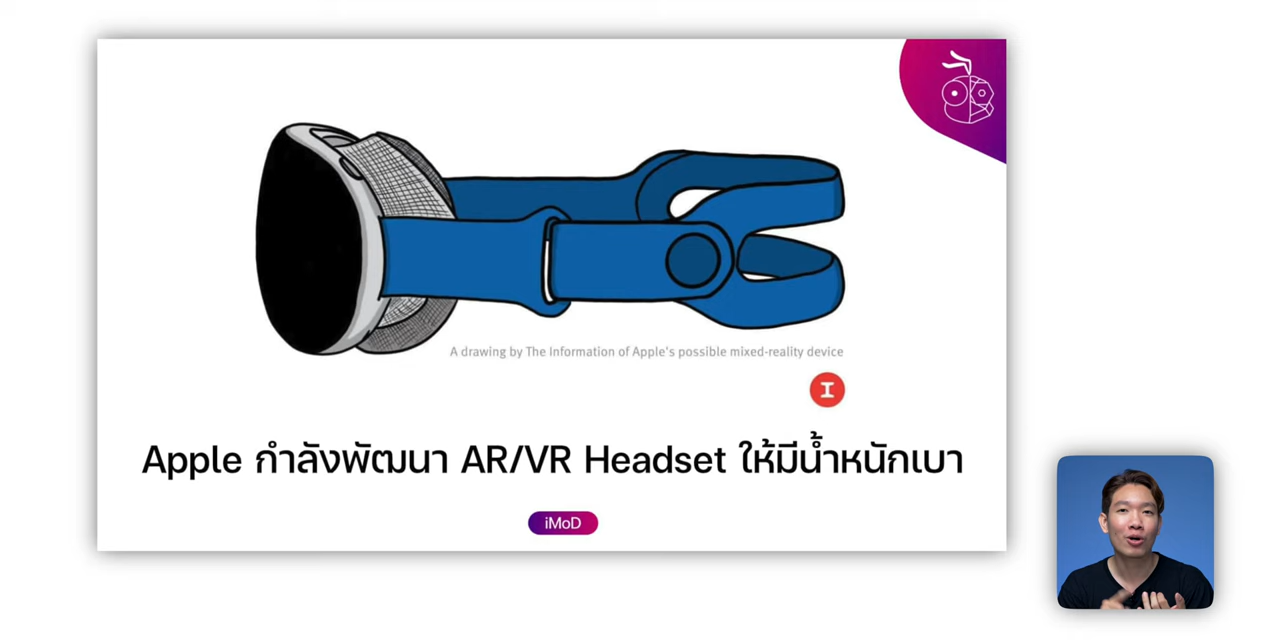 A drawing by The Information of Apple's possible mixed-reality device
I
Apple กำลังพัฒนา AR/VR Headset ให้มีน้ำหนักเบา
iMoD